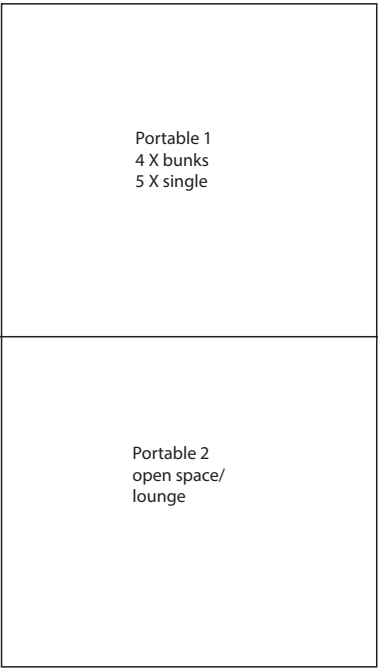 Portable 1
4 X bunks
5 X single
Portable 2
open space/
lounge